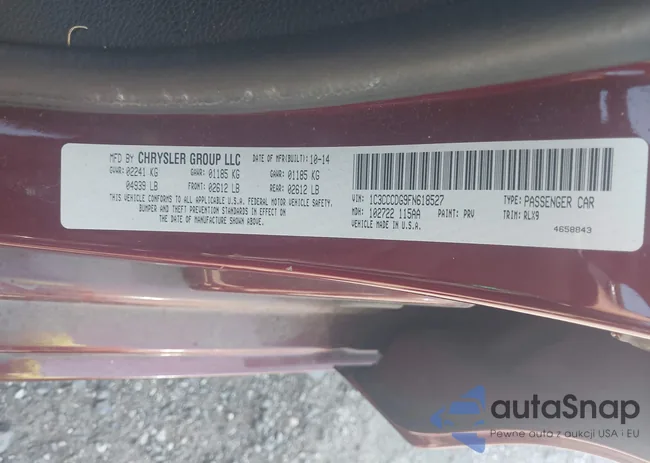 MFD BY CHRYSLER GROUP LLC DATE OF MFR(BUILT): 10-14
GVWR: 02241 KG GAWR: 01185 KG GAWR: 01185 KG
04939 LB FRONT: 02612 LB REAR: 02612 LB
THIS VEHICLE CONFORMS TO ALL APPLICABLE U.S.A. FEDERAL MOTOR VEHICLE SAFETY,
BUMPER AND THEFT PREVENTION STANDARDS IN EFFECT ON THE DATE OF
MANUFACTURE SHOWN ABOVE.
VIN: 1C3CCCDG3FN618527 TYPE: PASSENGER CAR
MDH: 102722 115AA PAINT: PRV TRIM: RLX9
VEHICLE MADE IN U.S.A. 4658843
autaSnap
Pewne auta z aukcji USA i EU